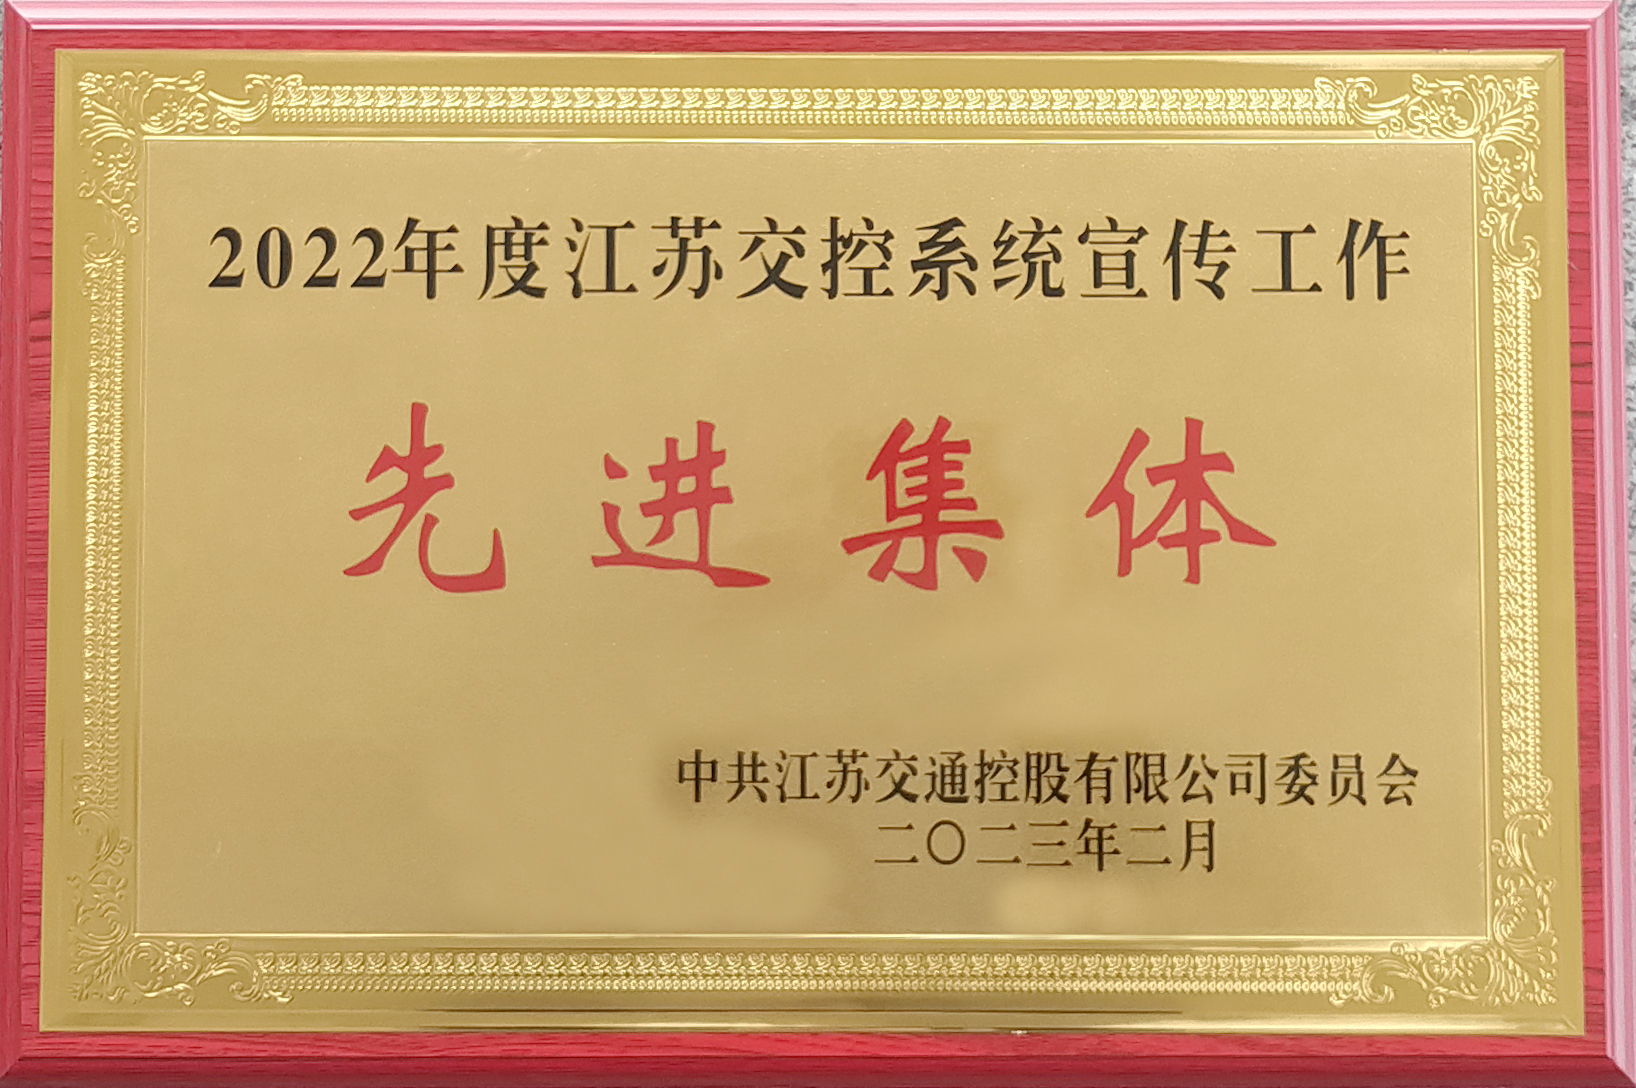 2022年度江苏交控系统宣传工作
先进集体
中共江苏交通控股有限公司委员会
二〇二三年二月